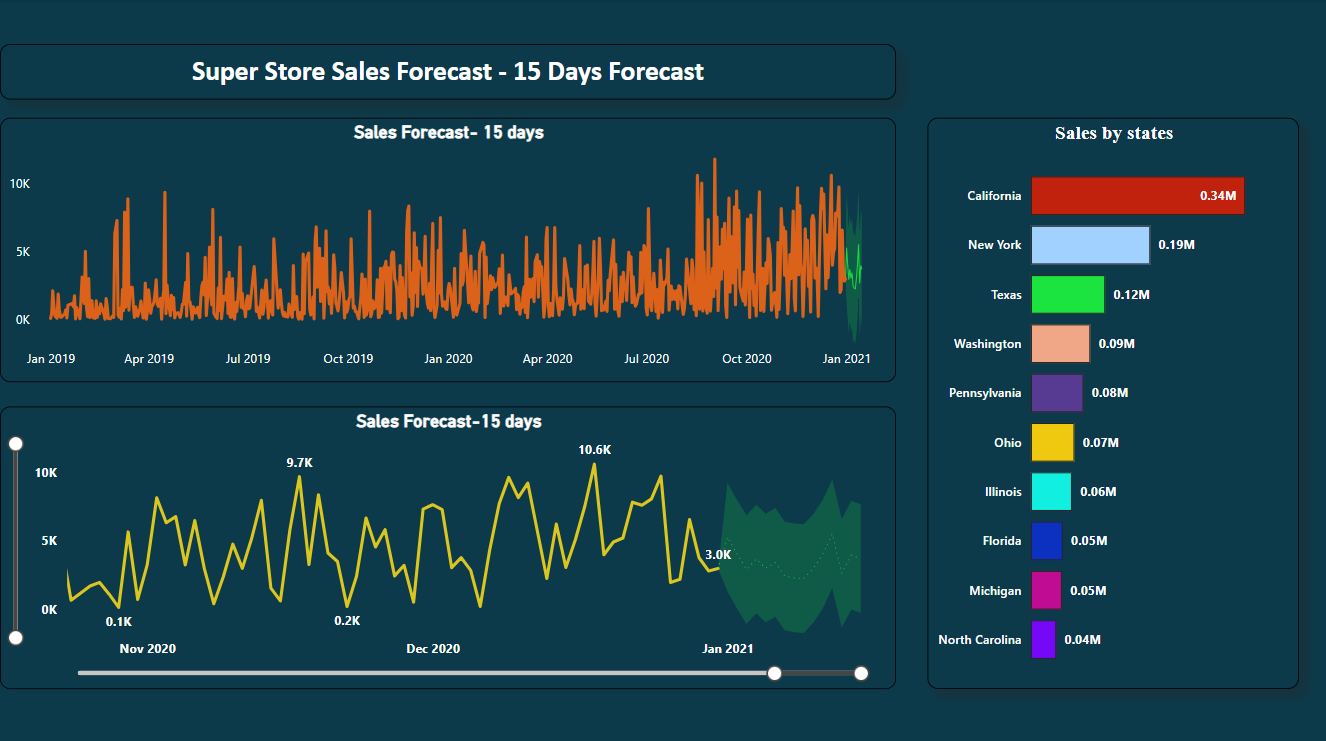 Super Store Sales Forecast - 15 Days Forecast
Sales Forecast- 15 days
10K
5K
0K
Jan 2019 Apr 2019 Jul 2019 Oct 2019 Jan 2020 Apr 2020 Jul 2020 Oct 2020 Jan 2021
Sales Forecast-15 days
10K
5K
0K
9.7K
10.6K
3.0K
0.1K
0.2K
Nov 2020 Dec 2020 Jan 2021
Sales by states
California 0.34M
New York 0.19M
Texas 0.12M
Washington 0.09M
Pennsylvania 0.08M
Ohio 0.07M
Illinois 0.06M
Florida 0.05M
Michigan 0.05M
North Carolina 0.04M